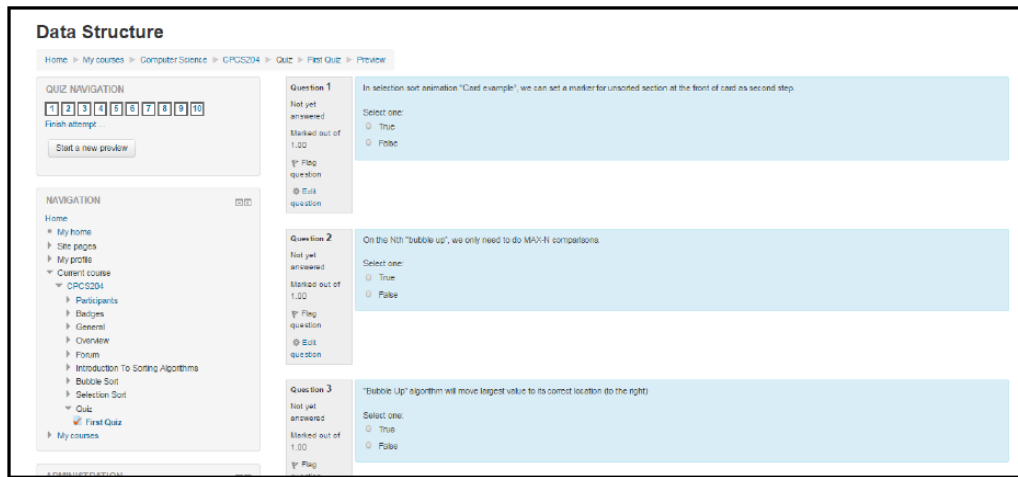 Data Structure
Home ▶ My courses ▶ Computer Science ▶ CPCS204 ▶ Quiz ▶ First Quiz ▶ Preview
QUIZ NAVIGATION
1 2 3 4 5 6 7 8 9 10
Finish attempt ...
Start a new preview
NAVIGATION
Home
My home
Site pages
My profile
Current course
CPCS204
Participants
Badges
General
Overview
Forum
Introduction To Sorting Algorithms
Bubble Sort
Selection Sort
Quiz
First Quiz
My courses
ADMINISTRATION
Question 1
Not yet
answered
Marked out of
1.00
Flag
question
Edit
question
In selection sort animation "Card example", we can set a marker for unsorted section at the front of card as second step.
Select one:
True
False
Question 2
Not yet
answered
Marked out of
1.00
Flag
question
Edit
question
On the Nth "bubble up", we only need to do MAX-N comparisons.
Select one:
True
False
Question 3
Not yet
answered
Marked out of
1.00
Flag
question
"Bubble Up" algorithm will move largest value to its correct location (to the right)
Select one:
True
False